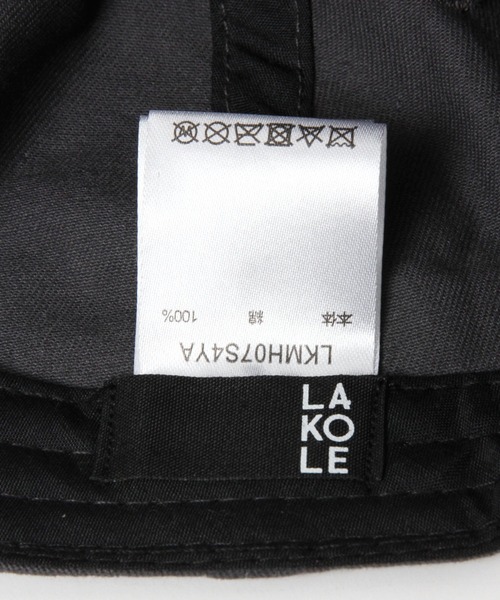 LKMH07S4YA
本体 綿 100%
LA
KO
LE